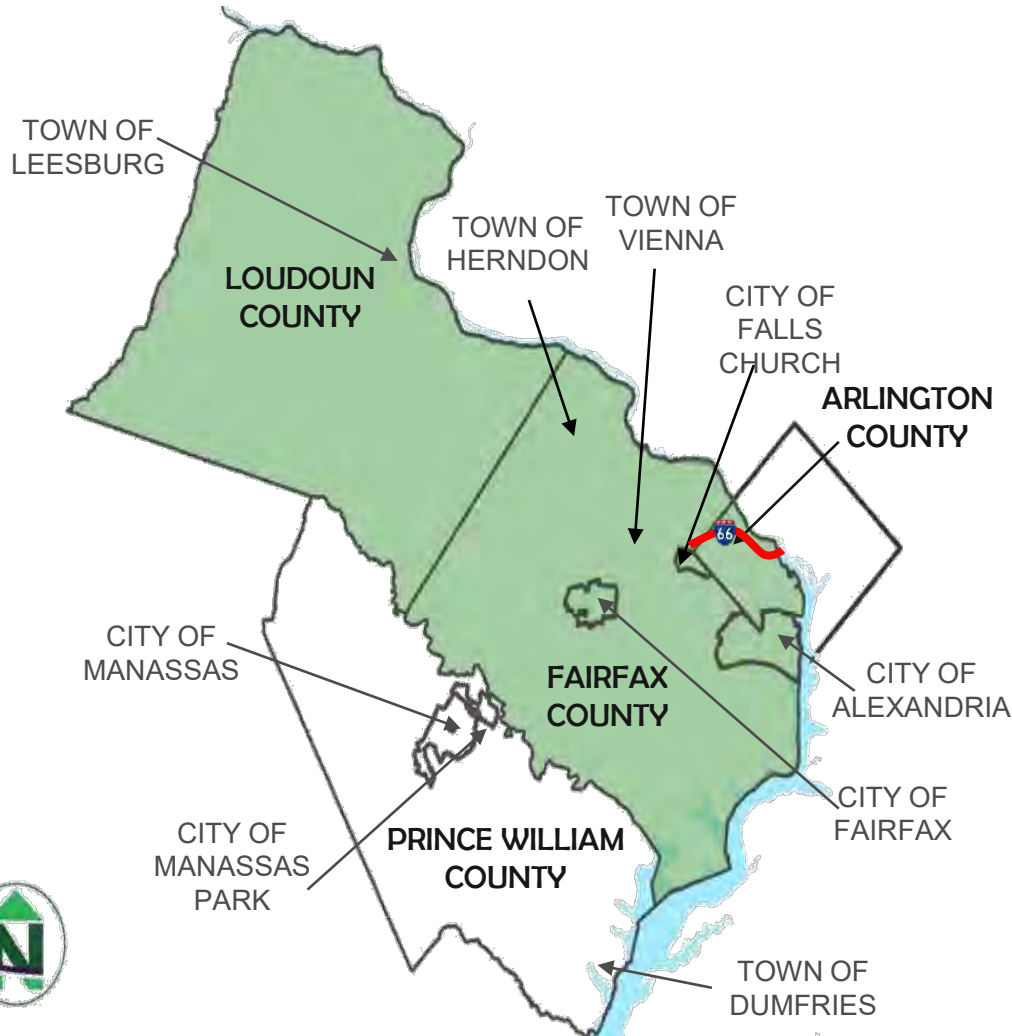 TOWN OF
LEESBURG
TOWN OF
HERNDON
TOWN OF
VIENNA
CITY OF
FALLS
CHURCH
LOUDOUN
COUNTY
ARLINGTON
COUNTY
66
CITY OF
MANASSAS
FAIRFAX
COUNTY
CITY OF
ALEXANDRIA
CITY OF
FAIRFAX
CITY OF
MANASSAS
PARK
PRINCE WILLIAM
COUNTY
N
TOWN OF
DUMFRIES